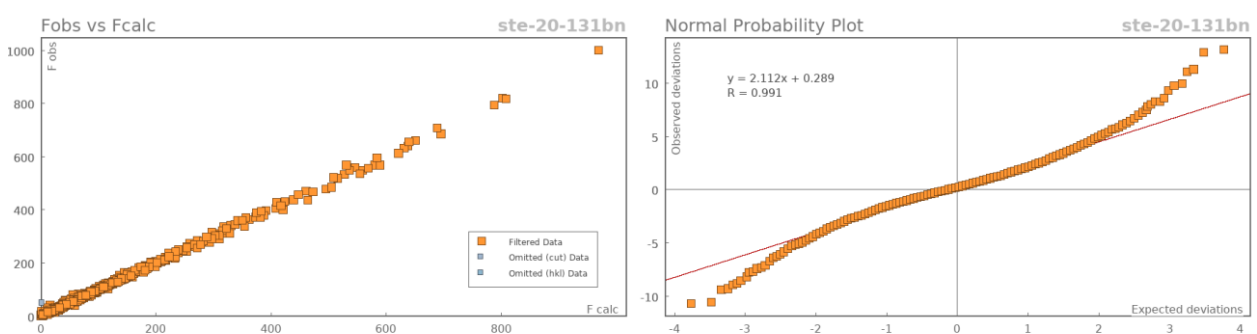 Fobs vs Fcalc
ste-20-131bn
F obs
1000
800
600
400
200
0
0
200
400
600
800
F calc
Filtered Data
Omitted (cut) Data
Omitted (hkl) Data
Normal Probability Plot
ste-20-131bn
Observed deviations
y = 2.112x + 0.289
R = 0.991
10
5
0
-5
-10
-4
-3
-2
-1
0
1
2
3
4
Expected deviations